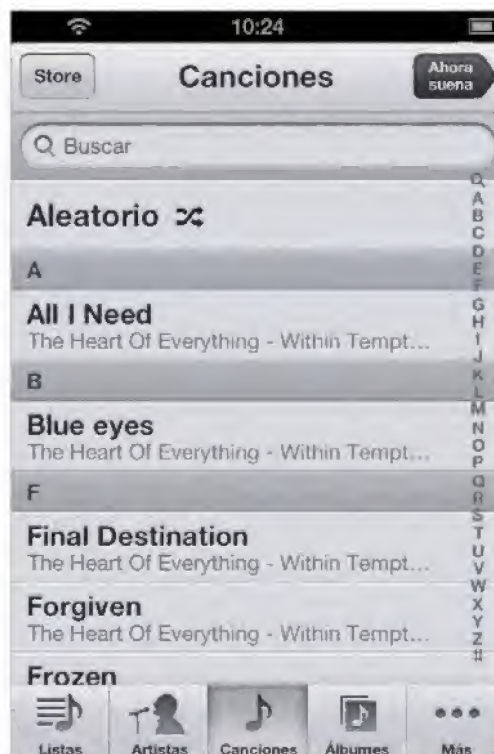 10:24
Store
Canciones
Ahora
suena
Buscar
Aleatorio
A
All I Need
The Heart Of Everything - Within Tempt...
B
Blue eyes
The Heart Of Everything - Within Tempt...
F
Final Destination
The Heart Of Everything - Within Tempt...
Forgiven
The Heart Of Everything - Within Tempt...
Frozen
A
B
C
D
E
F
G
H
I
J
K
L
M
N
O
P
Q
R
S
T
U
V
W
X
Y
Z
#
Listas
Artistas
Canciones
Álbumes
Más